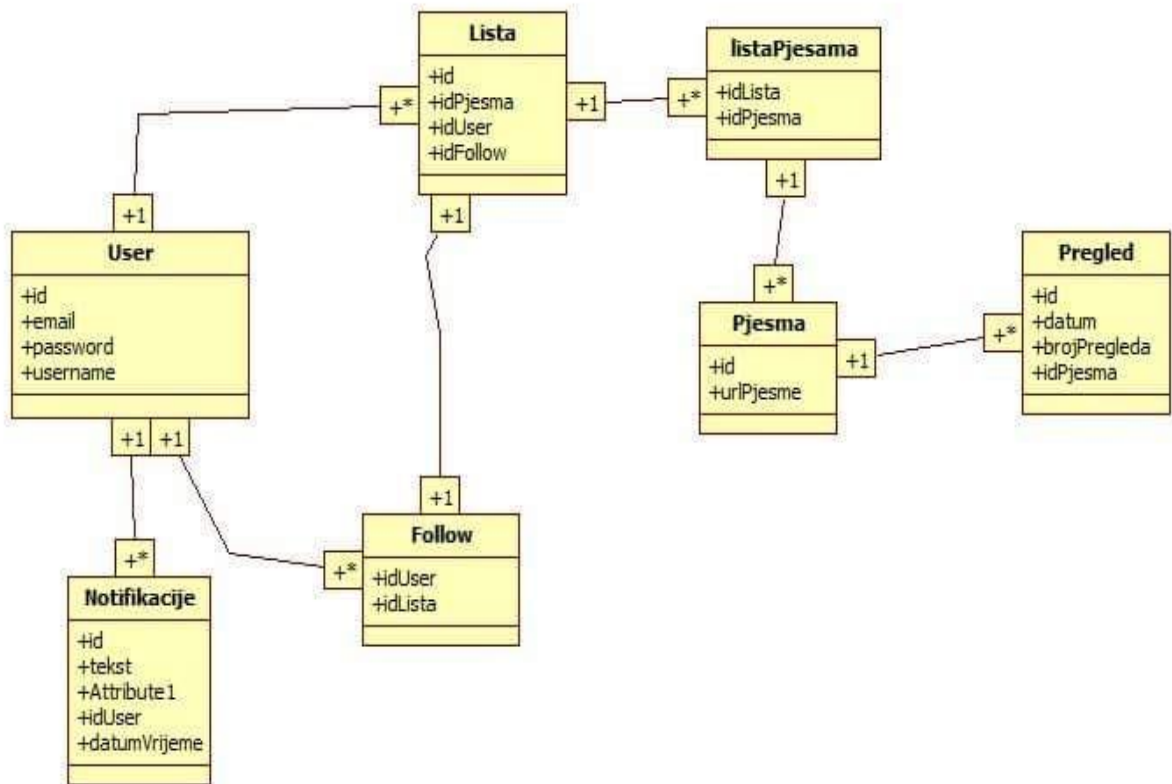 Lista
+id
+idPjesma
+idUser
+idFollow
listaPjesama
+idLista
+idPjesma
+*
+1
+*
+1
+1
+1
User
+id
+email
+password
+username
+*
Pjesma
+id
+urlPjesme
+1
+*
Pregled
+id
+datum
+brojPregleda
+idPjesma
+1
+1
+1
+*
Follow
+idUser
+idLista
+*
Notifikacije
+id
+tekst
+Attribute1
+idUser
+datumVrijeme